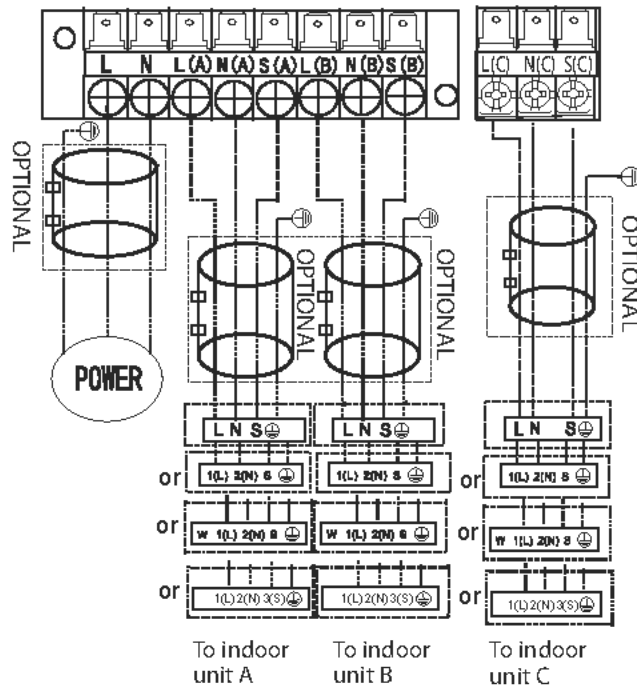 L N L(A) N(A) S(A) L(B) N(B) S(B)
L(C) N(C) S(C)
OPTIONAL
OPTIONAL
OPTIONAL
OPTIONAL
POWER
L N S
L N S
L N S
or 1(L) 2(N) S
1(L) 2(N) S
or 1(L) 2(N) S
or W 1(L) 2(N) S
W 1(L) 2(N) S
or W 1(L) 2(N) S
or 1(L) 2(N) 3(S)
1(L) 2(N) 3(S)
or 1(L) 2(N) 3(S)
To indoor
unit A
To indoor
unit B
To indoor
unit C